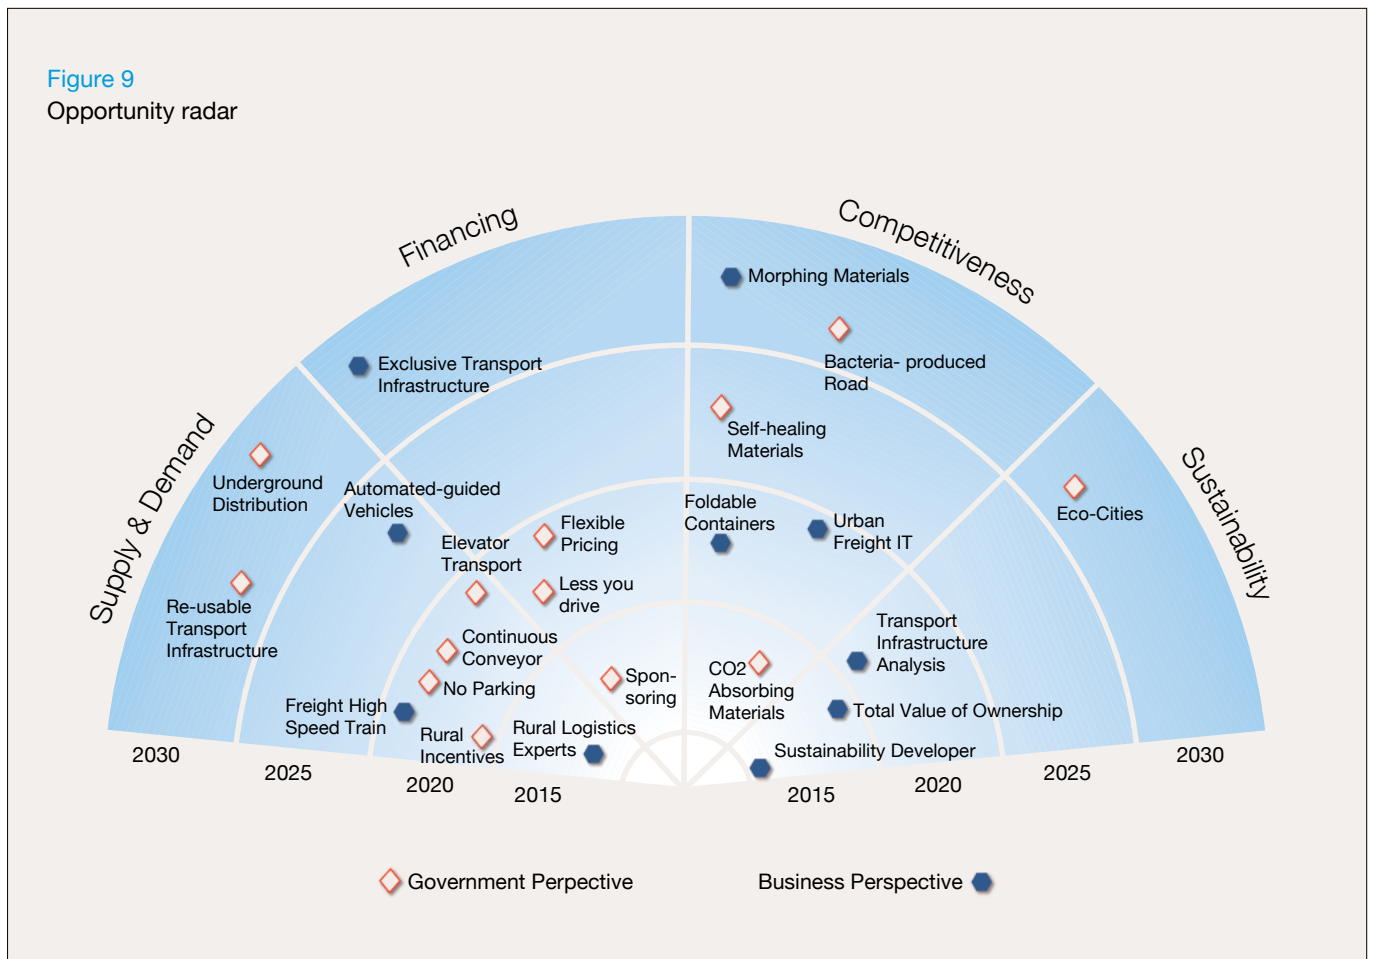 Figure 9
Opportunity radar
Financing
Competitiveness
Supply & Demand
Sustainability
Morphing Materials
Bacteria- produced
Road
Exclusive Transport
Infrastructure
Self-healing
Materials
Underground
Distribution
Automated-guided
Vehicles
Foldable
Containers
Urban
Freight IT
Eco-Cities
Elevator
Transport
Flexible
Pricing
Less you
drive
Re-usable
Transport
Infrastructure
Continuous
Conveyor
No Parking
Transport
Infrastructure
Analysis
Spon-
soring
CO2
Absorbing
Materials
Freight High
Speed Train
Rural
Incentives
Rural Logistics
Experts
Total Value of Ownership
Sustainability Developer
2030
2025
2020
2015
2015
2020
2025
2030
Government Perpective
Business Perspective